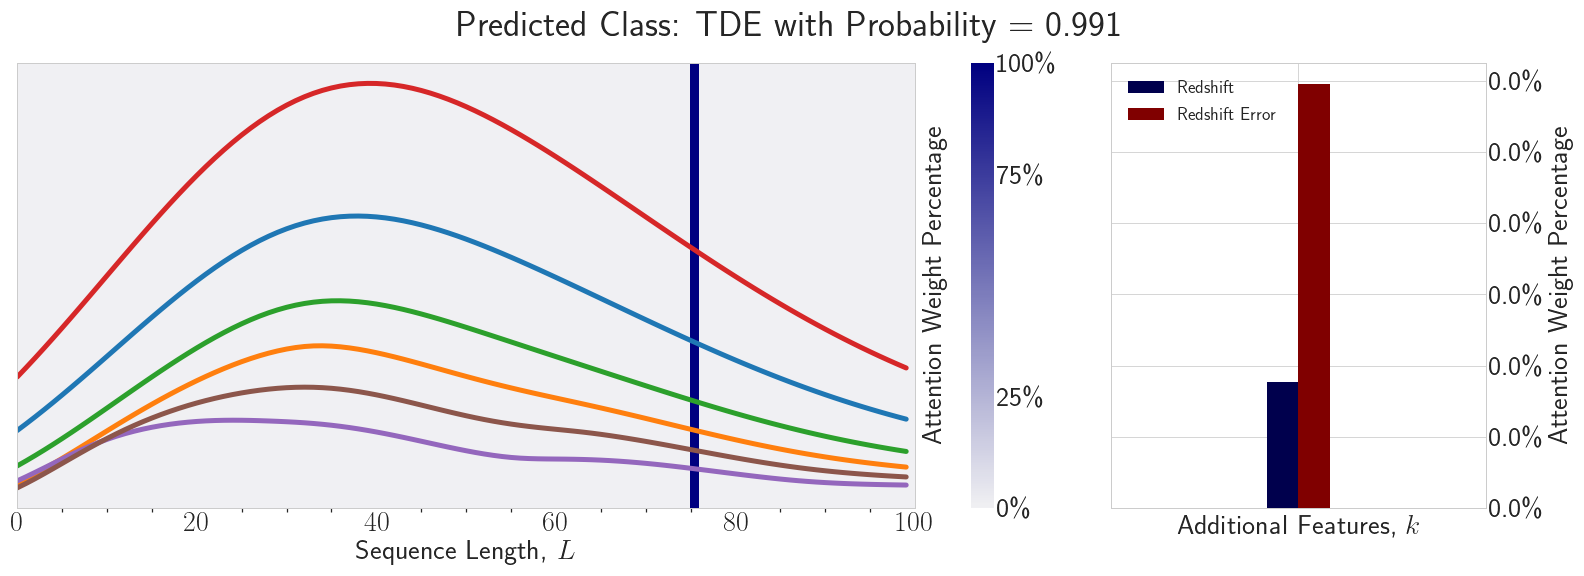 Predicted Class: TDE with Probability = 0.991
0
20
40
60
80
100
Sequence Length, L
100%
75%
25%
0%
Attention Weight Percentage
Redshift
Redshift Error
0.0%
0.0%
0.0%
0.0%
0.0%
0.0%
0.0%
Attention Weight Percentage
Additional Features, k